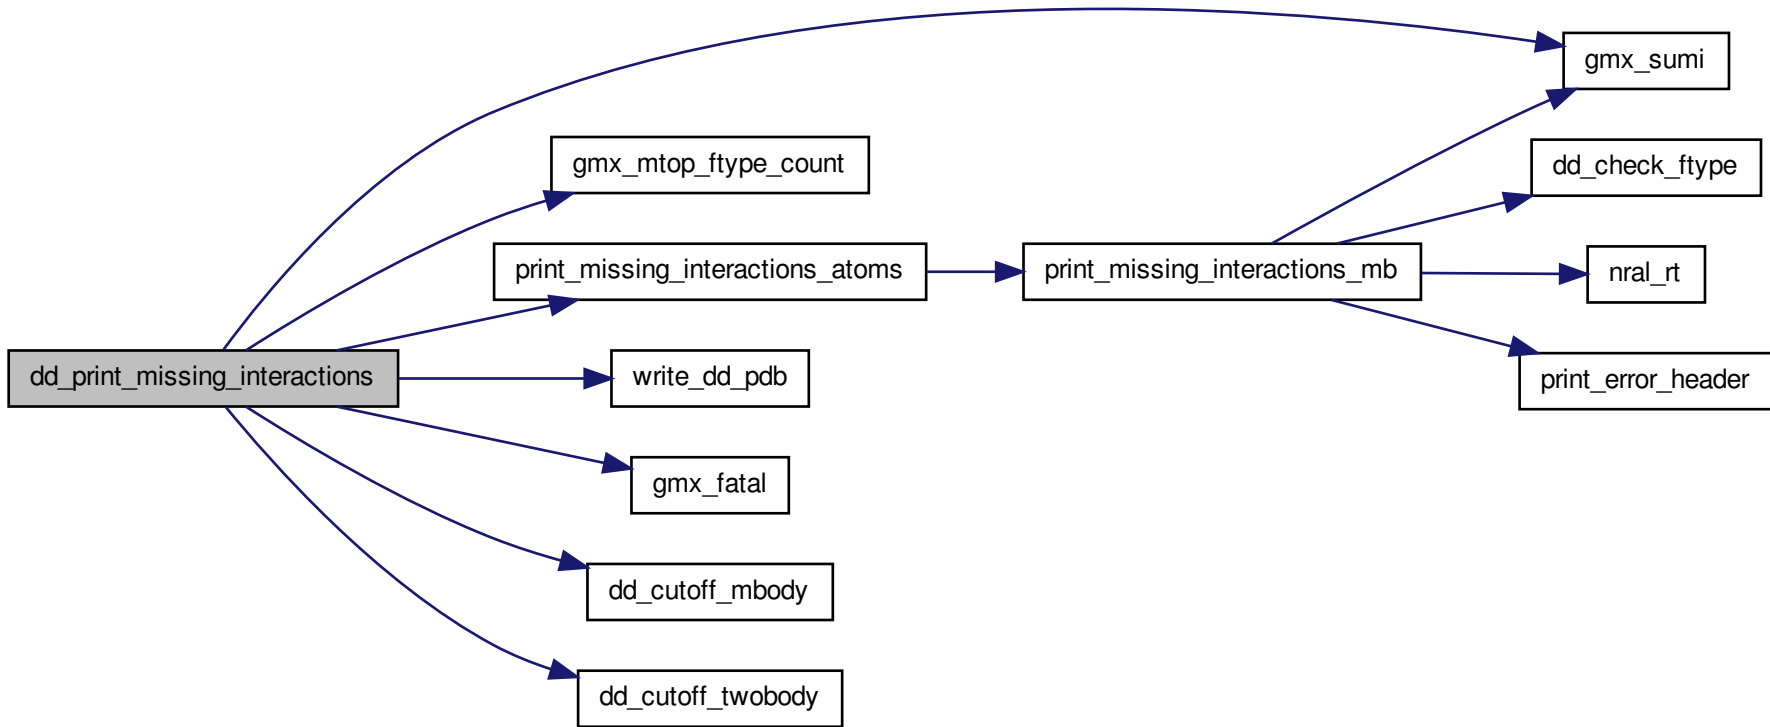 gmx_sumi
gmx_mtop_ftype_count
dd_check_ftype
print_missing_interactions_atoms
print_missing_interactions_mb
nral_rt
dd_print_missing_interactions
write_dd_pdb
print_error_header
gmx_fatal
dd_cutoff_mbody
dd_cutoff_twobody